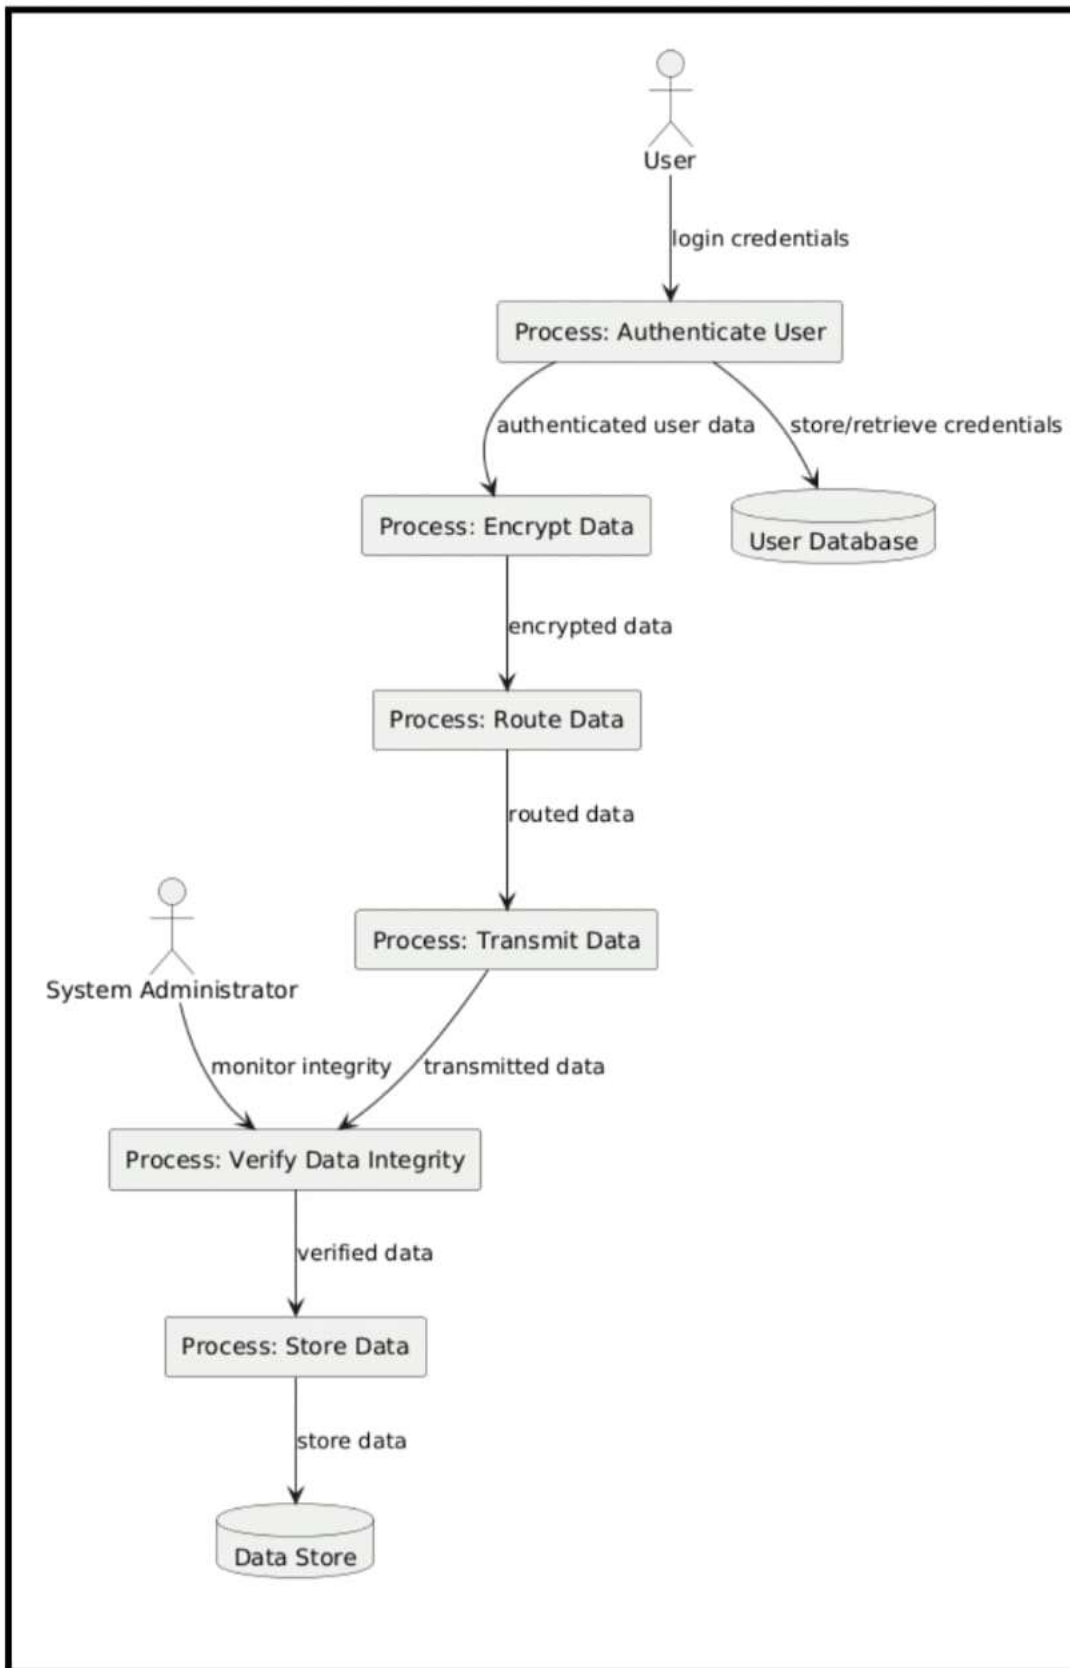 User
login credentials
Process: Authenticate User
authenticated user data
store/retrieve credentials
Process: Encrypt Data
User Database
encrypted data
Process: Route Data
routed data
Process: Transmit Data
System Administrator
monitor integrity
transmitted data
Process: Verify Data Integrity
verified data
Process: Store Data
store data
Data Store